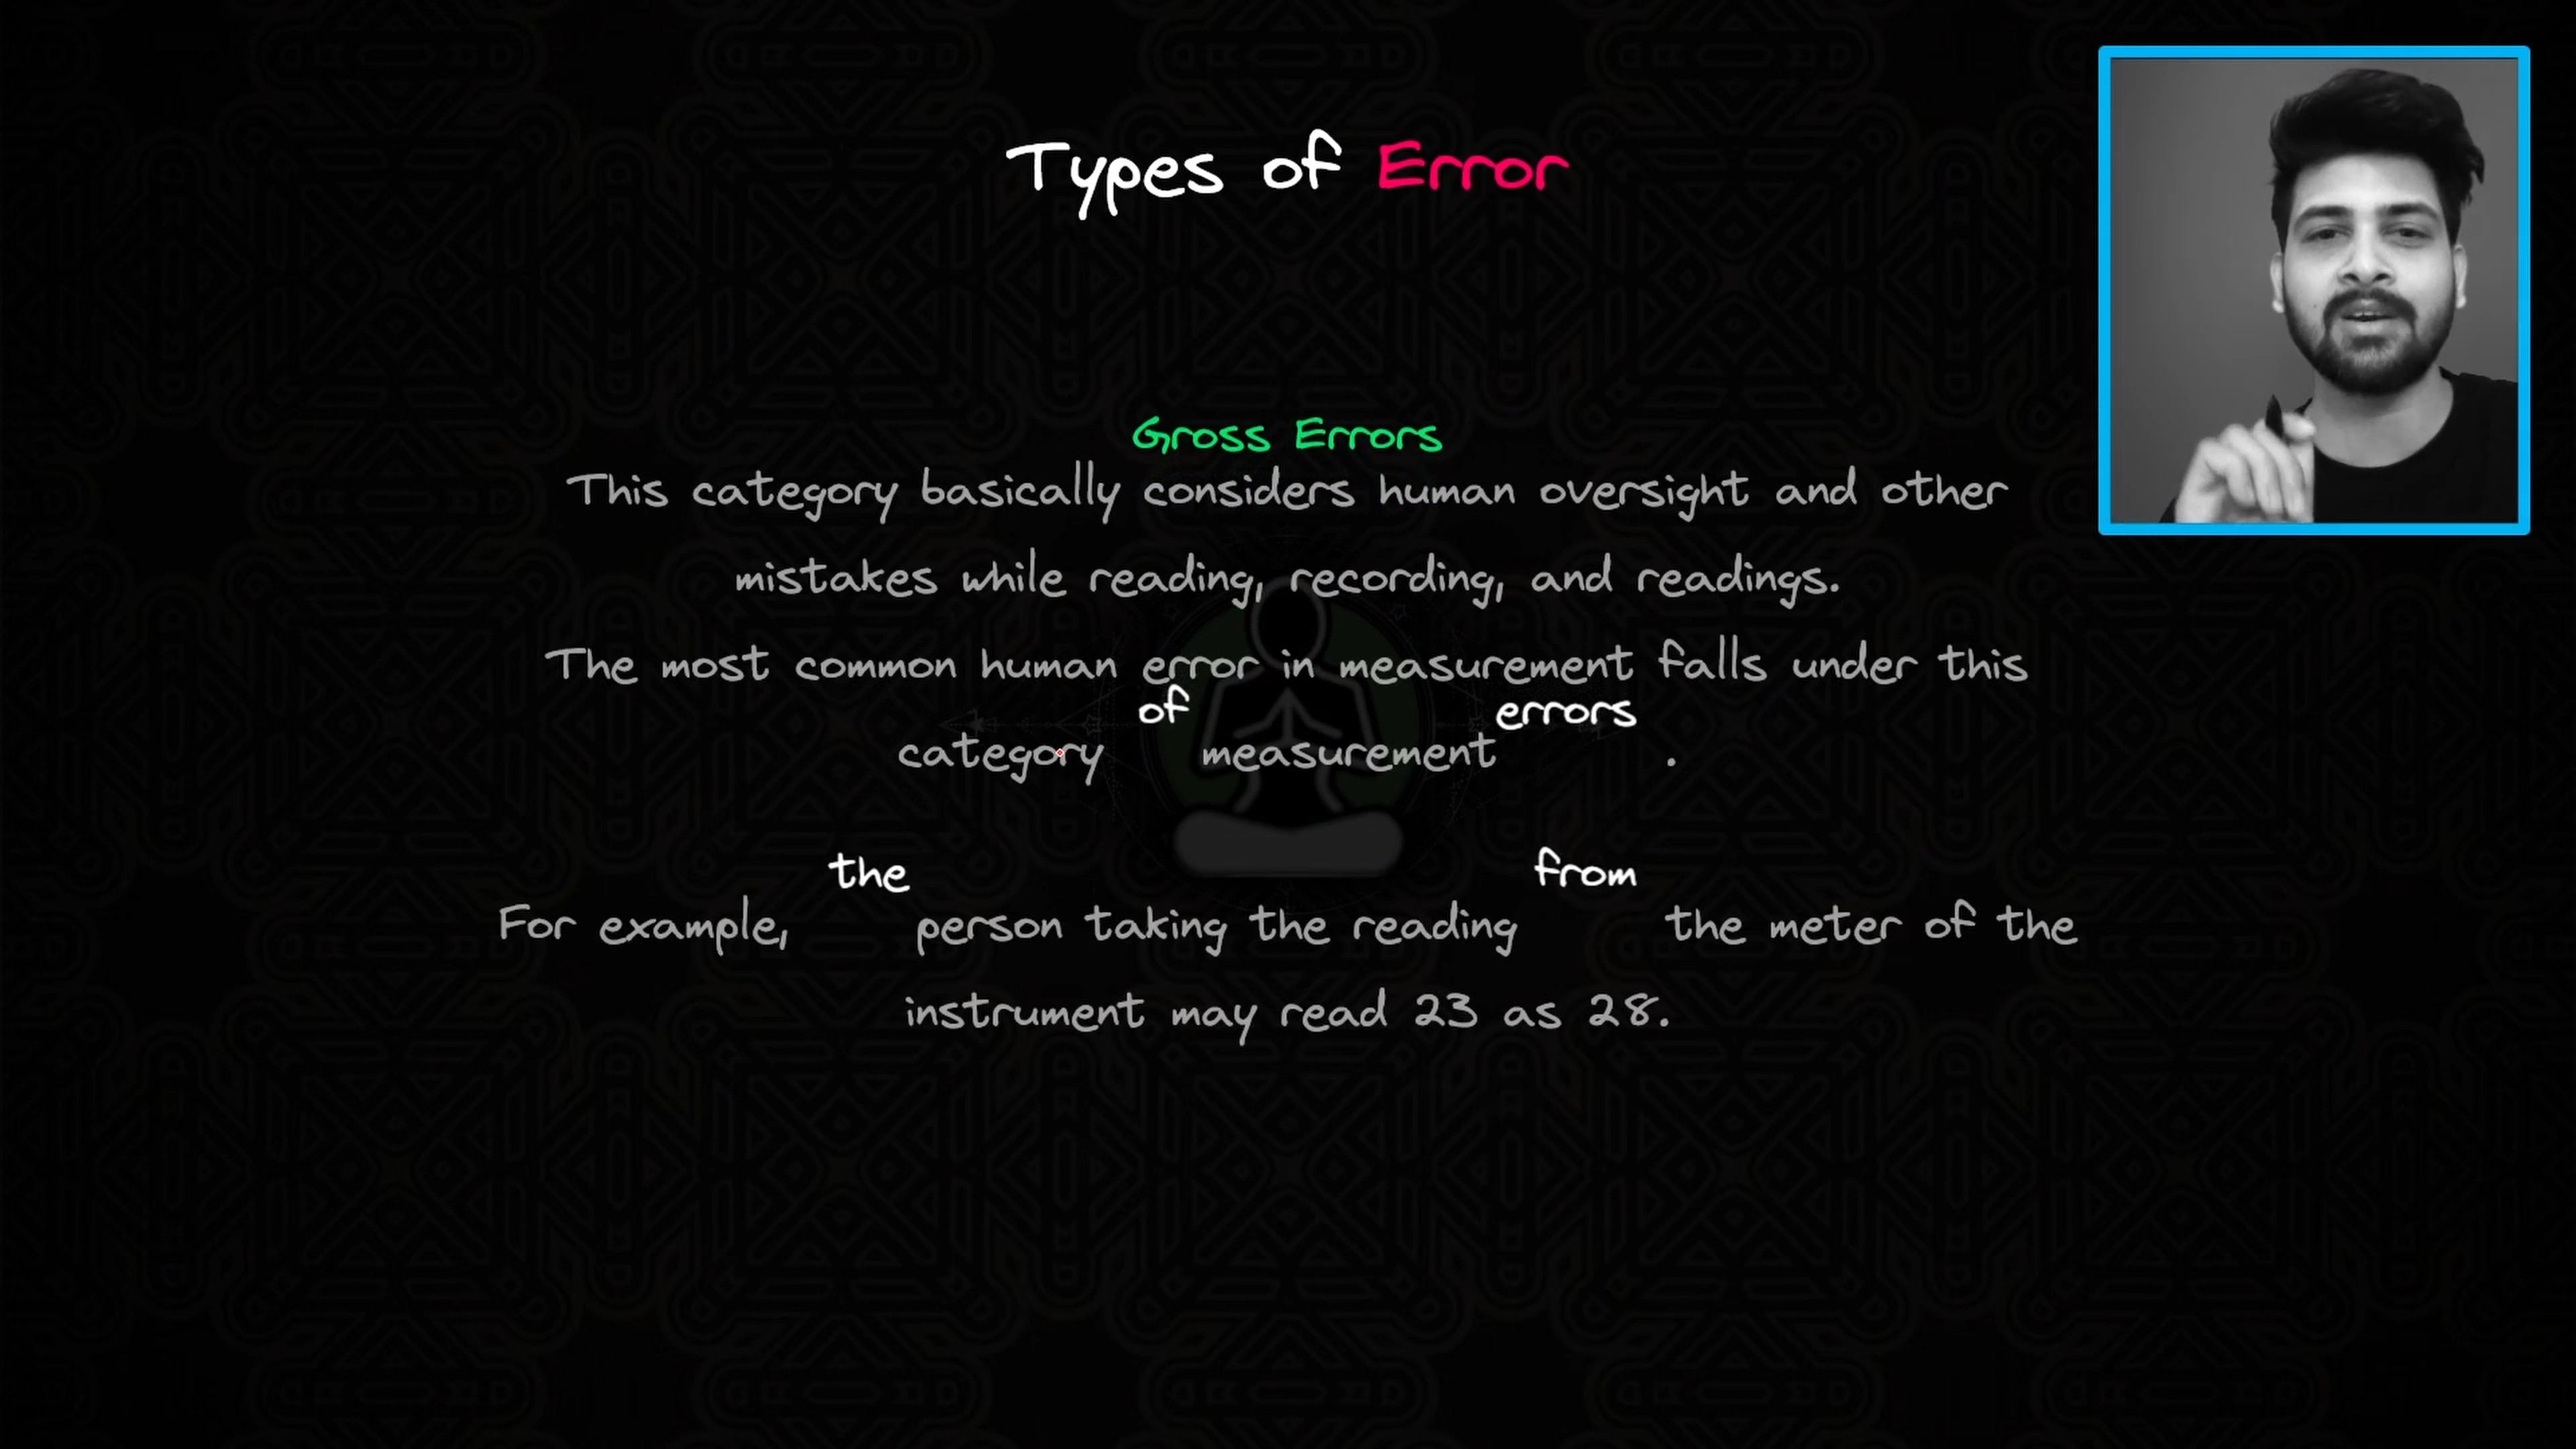 Types of Error
Gross Errors
This category basically considers human oversight and other
mistakes while reading, recording, and readings.
The most common human error in measurement falls under this
category of measurement errors .
For example, the person taking the reading from the meter of the
instrument may read 23 as 28.